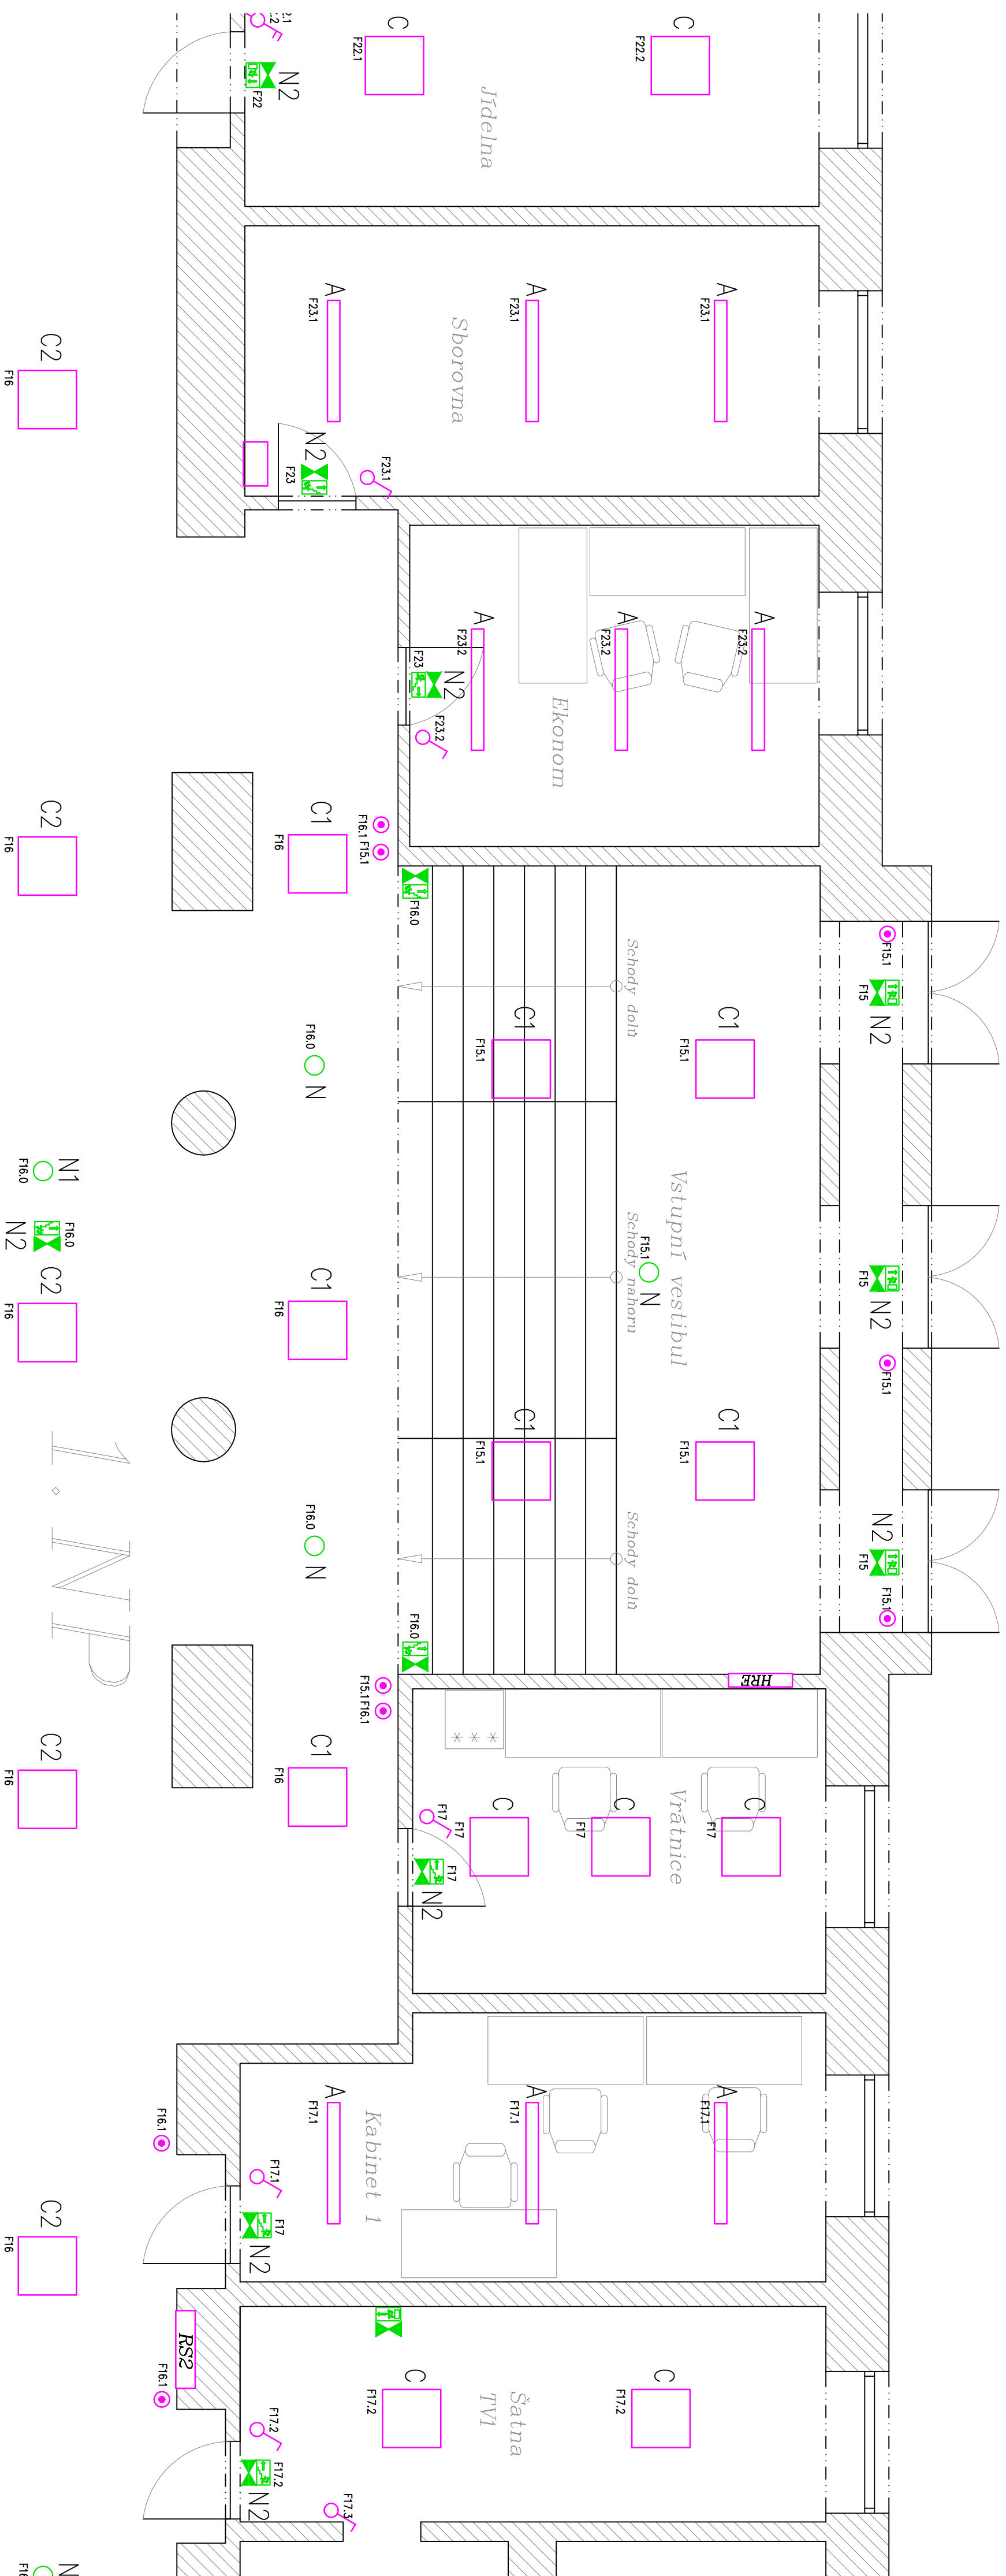 C
F22.1
C
F22.2
N2
F22
Jídelna
A
F23.1
A
F23.1
A
F23.1
Sborovna
C2
F16
N2
F23
F23.1
A
F23.2
A
F23.2
A
F23.2
F23
N2
F23.2
Ekonom
C2
F16
C1
F16
F16.1
F15.1
F16.0
Schody dolů
F15.1
F15
N2
C1
F15.1
C1
F15.1
F16.0
N
N1
F16.0
F16.0
N2
C2
F16
C1
F16
Vstupní vestibul
Schody nahoru
F15.1
N
F15
N2
F15.1
C1
F15.1
C1
F15.1
1.NP
F16.0
N
Schody dolů
N2
F15
F15.1
F16.0
F15.1
F16.1
HRE
C2
F16
C1
F16
***
F17
C
F17
C
F17
C
F17
Vrátnice
F17
N2
A
F17.1
A
F17.1
A
F17.1
Kabinet 1
F16.1
F17.1
F17
N2
C2
F16
RS2
F16.1
C
F17.2
C
F17.2
Šatna
TV1
F17.2
F17.2
N2
F17.3